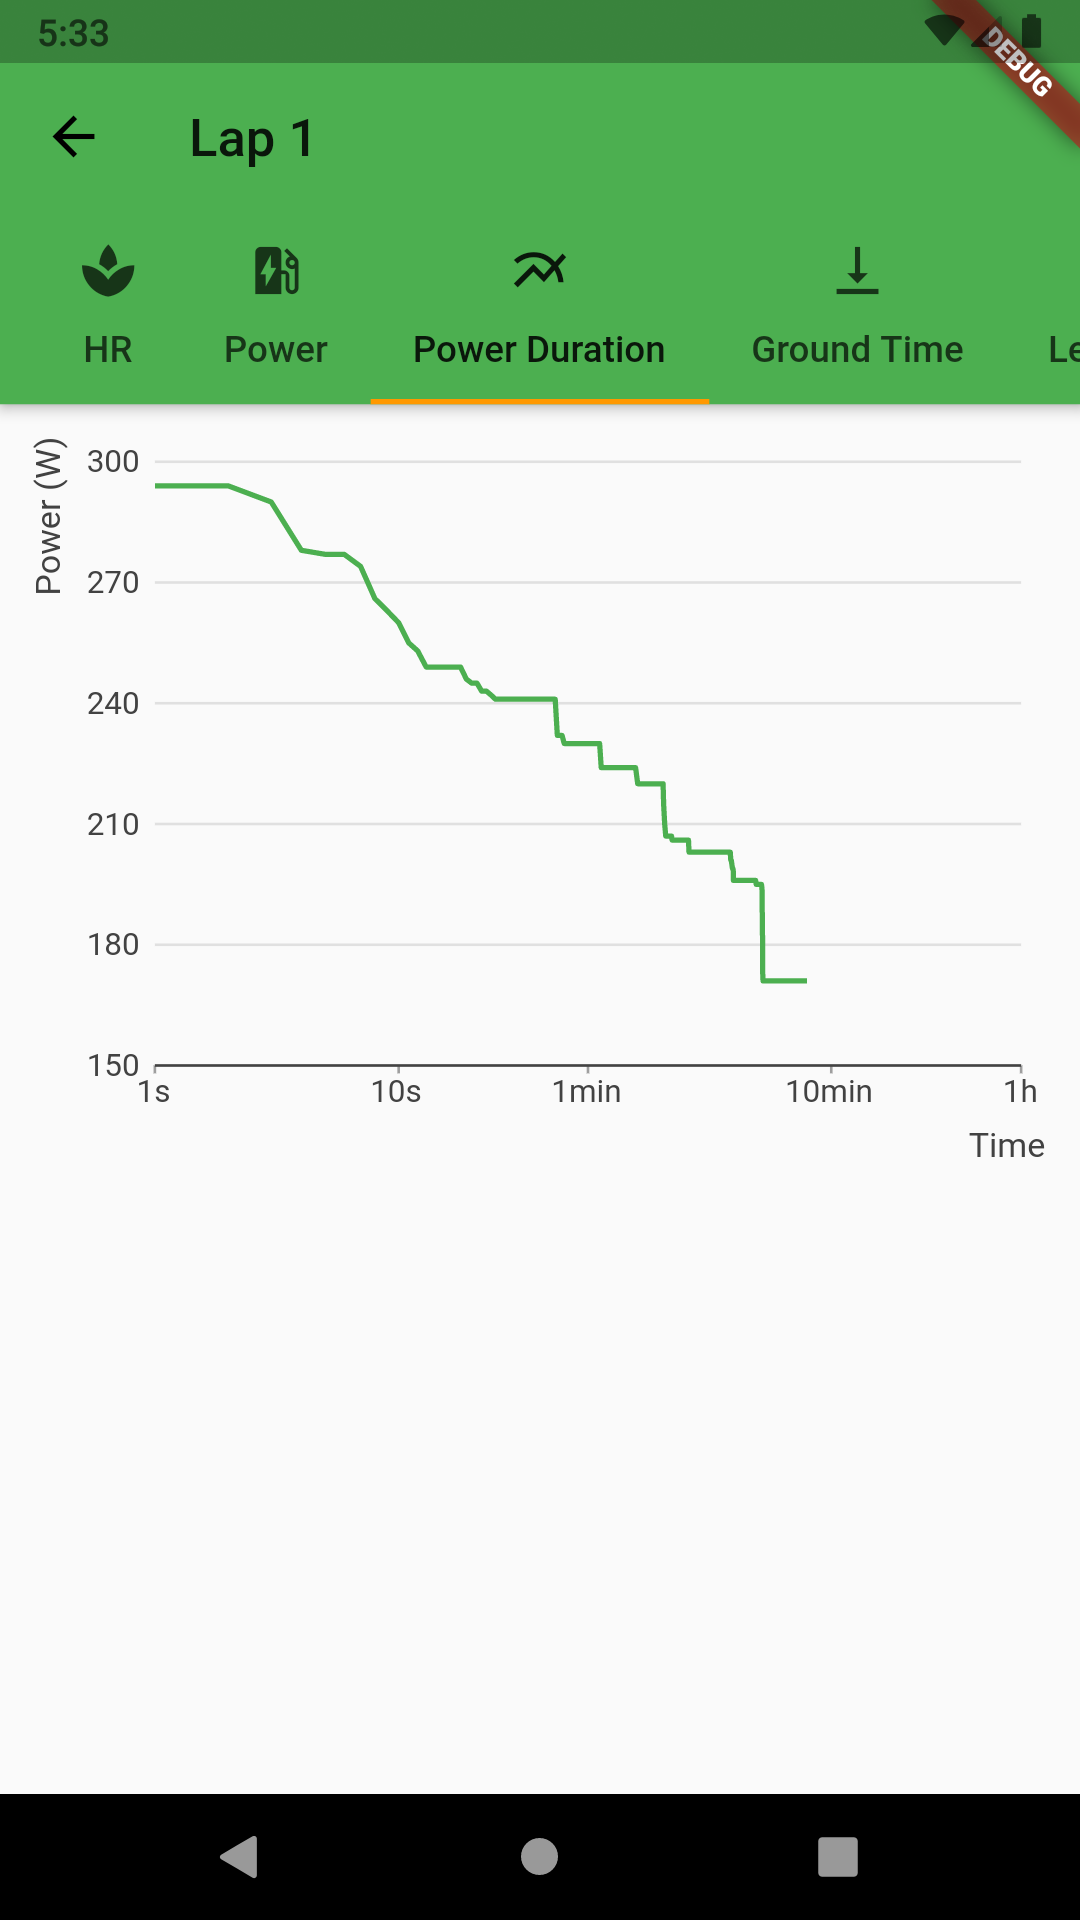 5:33
DEBUG
Lap 1
HR Power Power Duration Ground Time Le
Power (W)
300
270
240
210
180
150
1s 10s 1min 10min 1h
Time